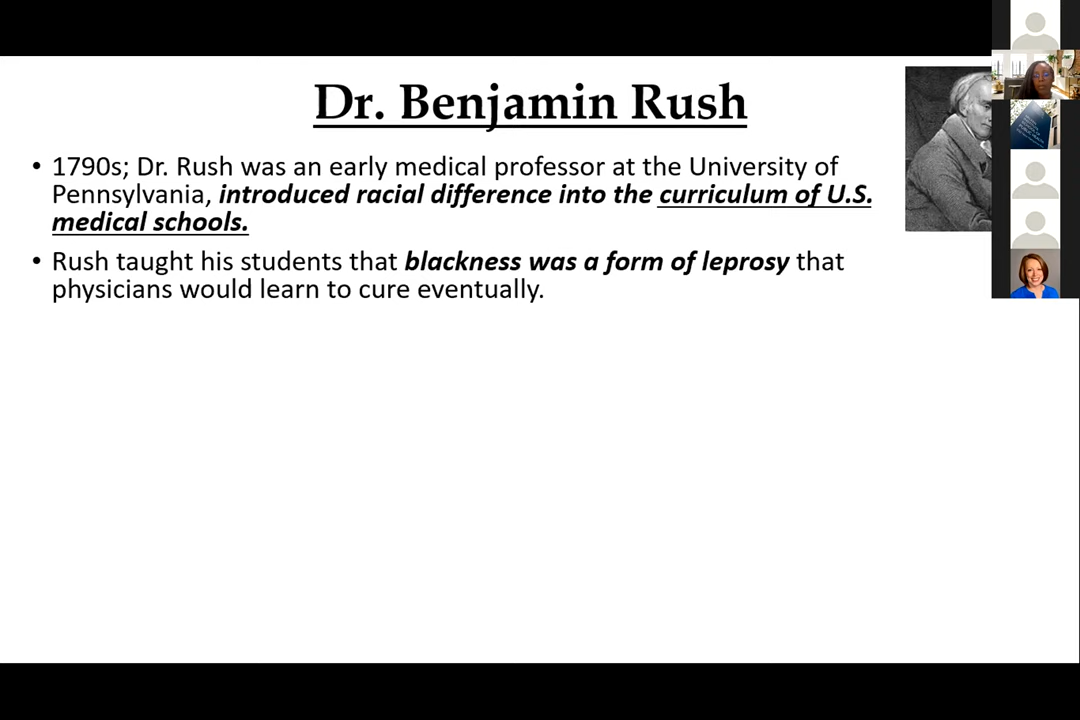 Dr. Benjamin Rush
• 1790s; Dr. Rush was an early medical professor at the University of
Pennsylvania, introduced racial difference into the curriculum of U.S.
medical schools.
• Rush taught his students that blackness was a form of leprosy that
physicians would learn to cure eventually.